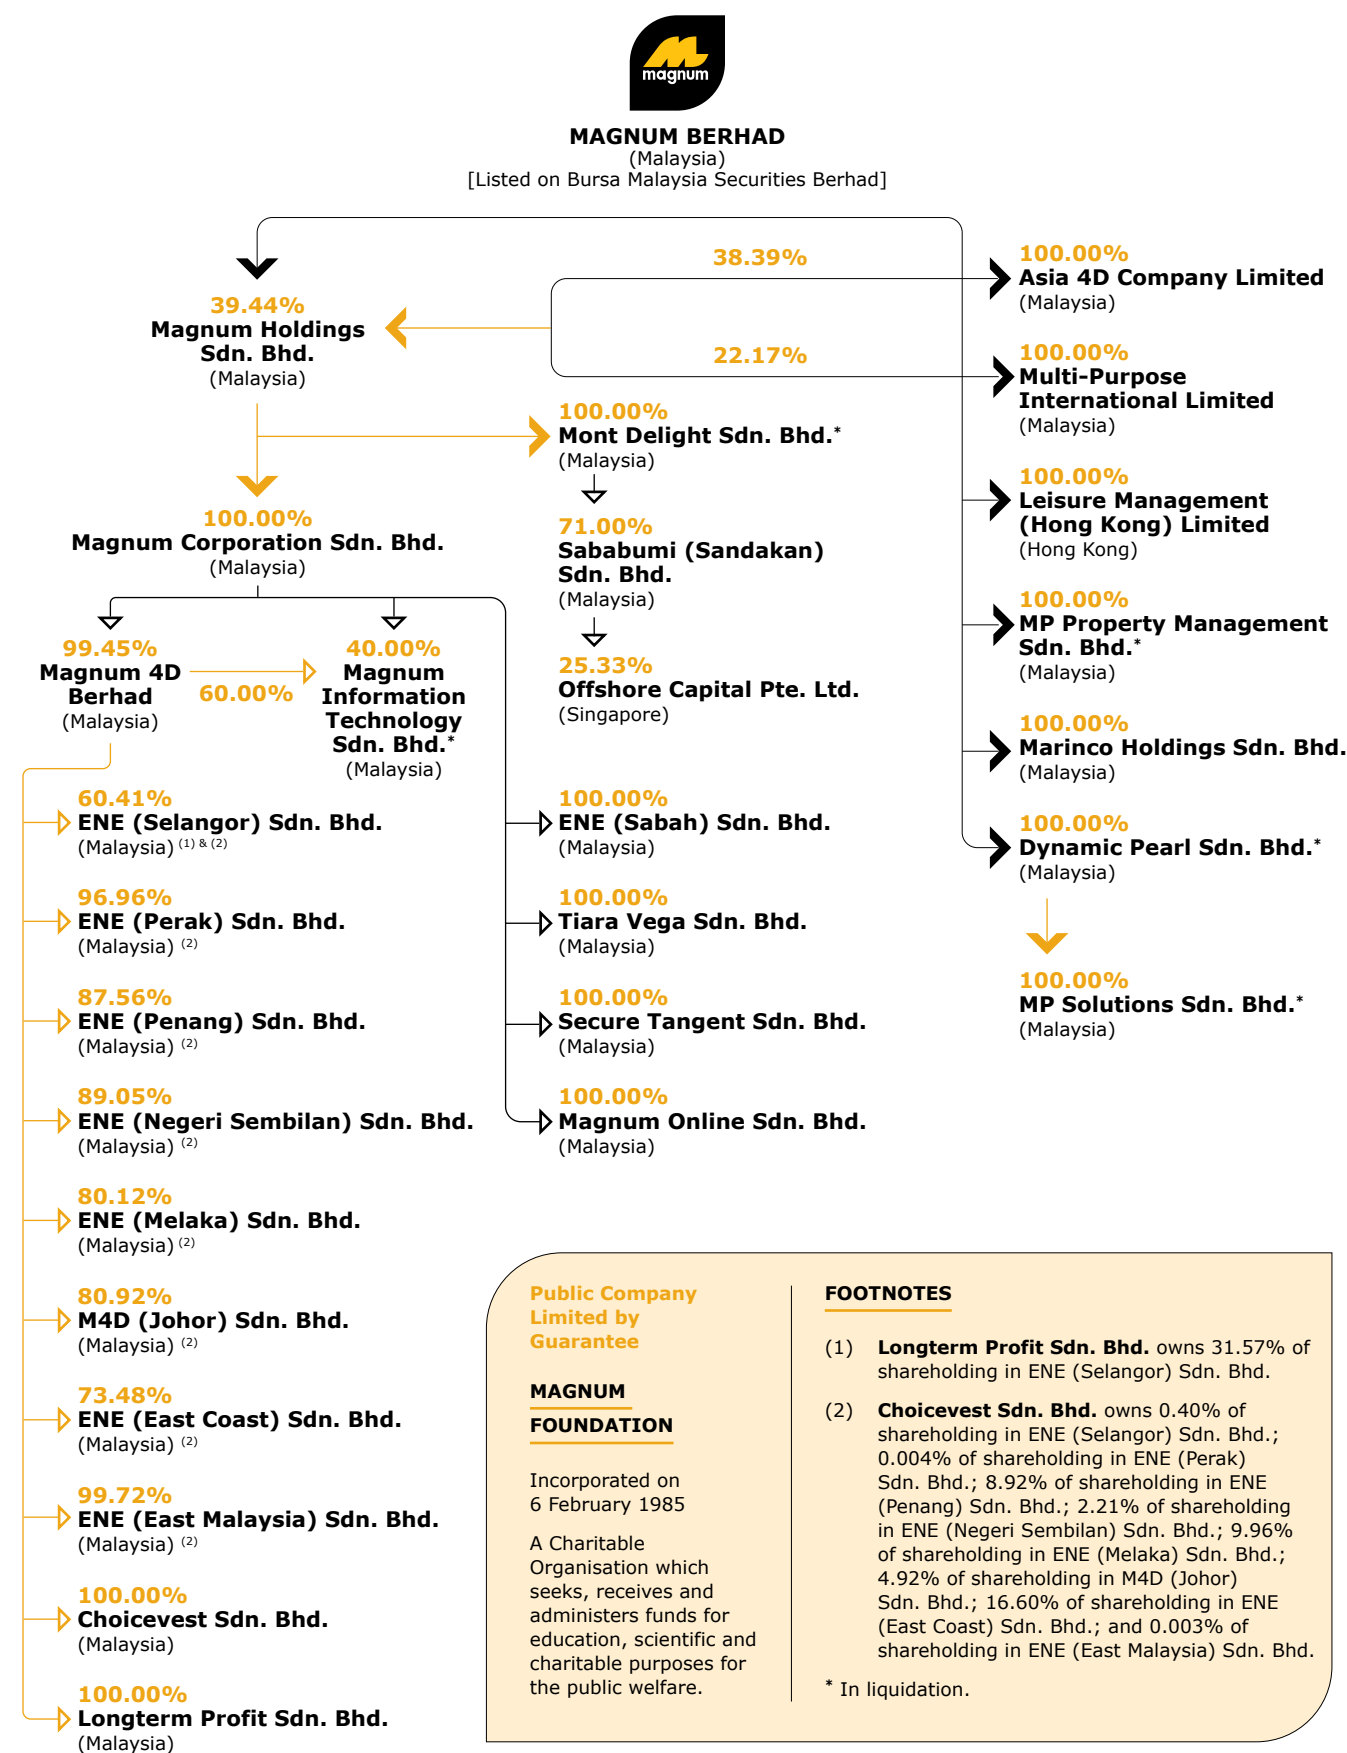 magnum
MAGNUM BERHAD
(Malaysia)
[Listed on Bursa Malaysia Securities Berhad]
39.44%
Magnum Holdings
Sdn. Bhd.
(Malaysia)
38.39%
22.17%
100.00%
Asia 4D Company Limited
(Malaysia)
100.00%
Multi-Purpose
International Limited
(Malaysia)
100.00%
Leisure Management
(Hong Kong) Limited
(Hong Kong)
100.00%
MP Property Management
Sdn. Bhd.*
(Malaysia)
100.00%
Marinco Holdings Sdn. Bhd.
(Malaysia)
100.00%
Dynamic Pearl Sdn. Bhd.*
(Malaysia)
100.00%
MP Solutions Sdn. Bhd.*
(Malaysia)
100.00%
Mont Delight Sdn. Bhd.*
(Malaysia)
71.00%
Sababumi (Sandakan)
Sdn. Bhd.
(Malaysia)
25.33%
Offshore Capital Pte. Ltd.
(Singapore)
100.00%
Magnum Corporation Sdn. Bhd.
(Malaysia)
99.45%
Magnum 4D
Berhad
(Malaysia)
60.00%
40.00%
Magnum
Information
Technology
Sdn. Bhd.*
(Malaysia)
60.41%
ENE (Selangor) Sdn. Bhd.
(Malaysia) (1) & (2)
96.96%
ENE (Perak) Sdn. Bhd.
(Malaysia) (2)
87.56%
ENE (Penang) Sdn. Bhd.
(Malaysia) (2)
89.05%
ENE (Negeri Sembilan) Sdn. Bhd.
(Malaysia) (2)
80.12%
ENE (Melaka) Sdn. Bhd.
(Malaysia) (2)
80.92%
M4D (Johor) Sdn. Bhd.
(Malaysia) (2)
73.48%
ENE (East Coast) Sdn. Bhd.
(Malaysia) (2)
99.72%
ENE (East Malaysia) Sdn. Bhd.
(Malaysia) (2)
100.00%
Choicevest Sdn. Bhd.
(Malaysia)
100.00%
Longterm Profit Sdn. Bhd.
(Malaysia)
100.00%
ENE (Sabah) Sdn. Bhd.
(Malaysia)
100.00%
Tiara Vega Sdn. Bhd.
(Malaysia)
100.00%
Secure Tangent Sdn. Bhd.
(Malaysia)
100.00%
Magnum Online Sdn. Bhd.
(Malaysia)
Public Company
Limited by
Guarantee
MAGNUM
FOUNDATION
Incorporated on
6 February 1985
A Charitable
Organisation which
seeks, receives and
administers funds for
education, scientific and
charitable purposes for
the public welfare.
FOOTNOTES
(1) Longterm Profit Sdn. Bhd. owns 31.57% of
shareholding in ENE (Selangor) Sdn. Bhd.
(2) Choicevest Sdn. Bhd. owns 0.40% of
shareholding in ENE (Selangor) Sdn. Bhd.;
0.004% of shareholding in ENE (Perak)
Sdn. Bhd.; 8.92% of shareholding in ENE
(Penang) Sdn. Bhd.; 2.21% of shareholding
in ENE (Negeri Sembilan) Sdn. Bhd.; 9.96%
of shareholding in ENE (Melaka) Sdn. Bhd.;
4.92% of shareholding in M4D (Johor)
Sdn. Bhd.; 16.60% of shareholding in ENE
(East Coast) Sdn. Bhd.; and 0.003% of
shareholding in ENE (East Malaysia) Sdn. Bhd.
* In liquidation.